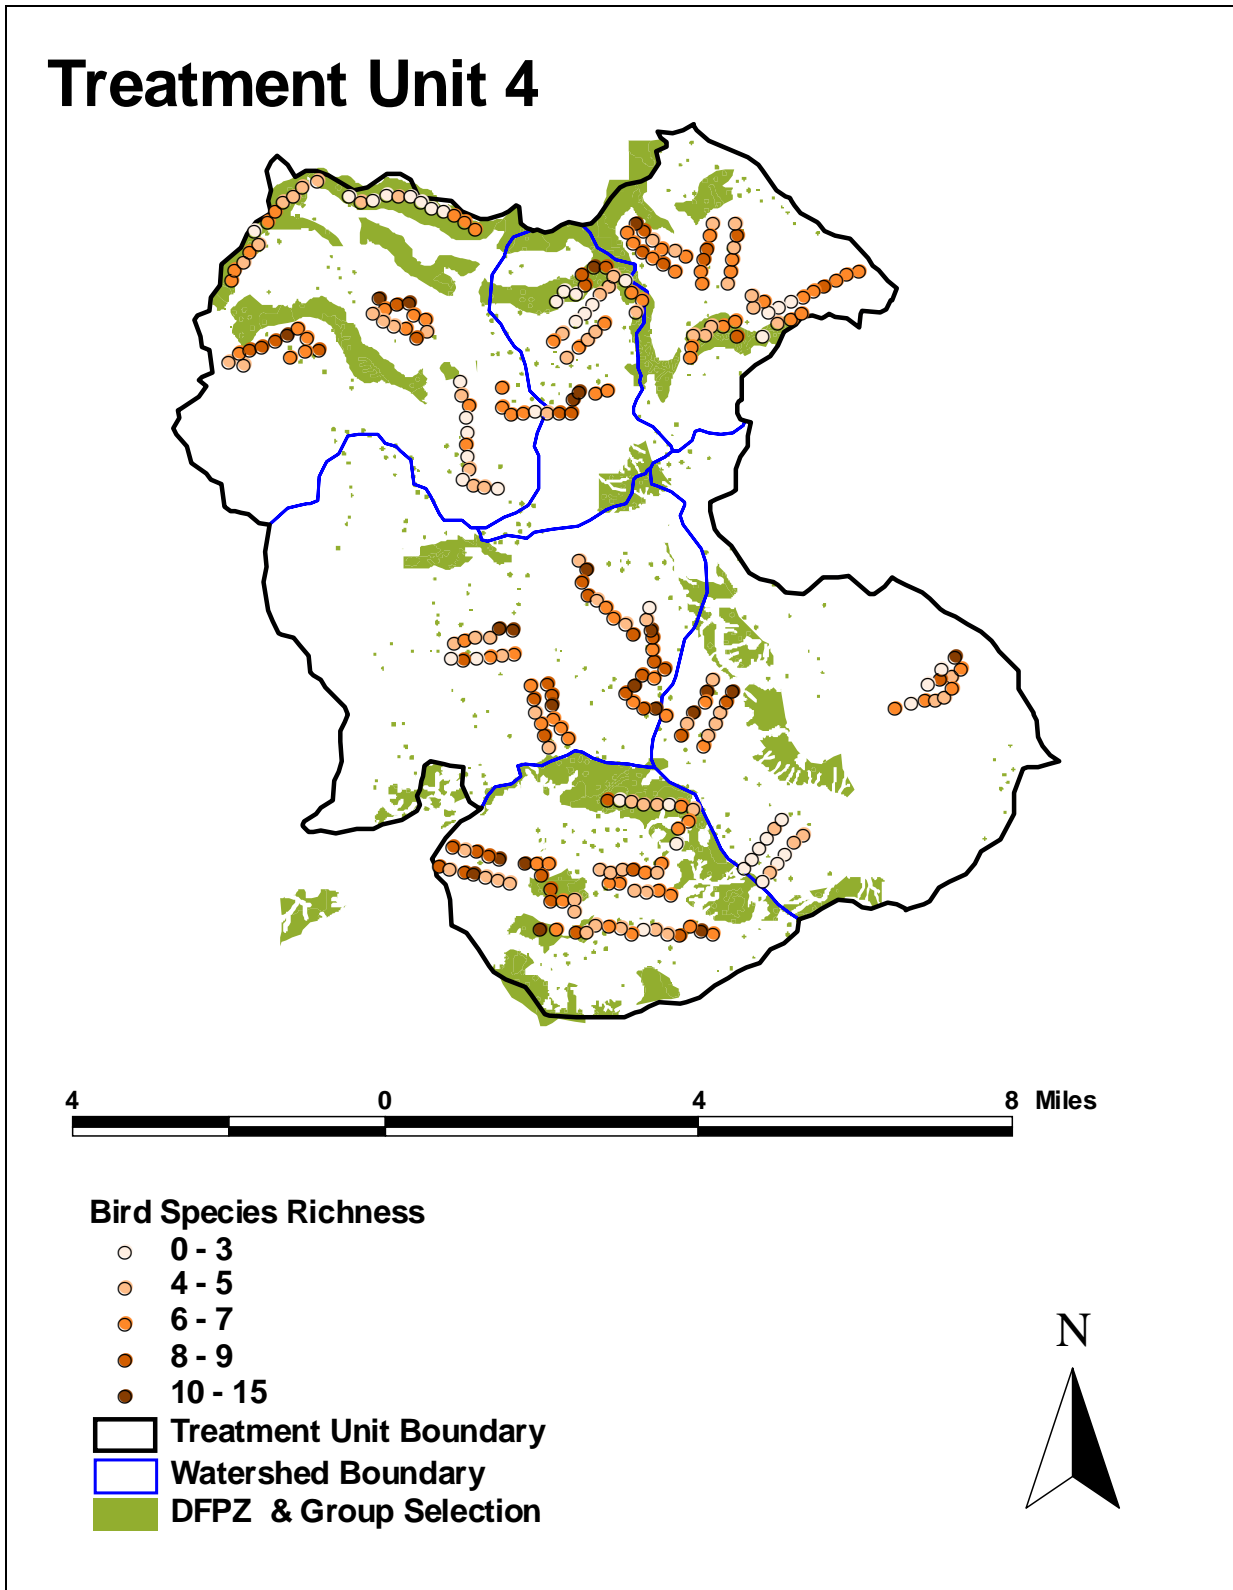 Treatment Unit 4
4 0 4 8 Miles
Bird Species Richness
0 - 3
4 - 5
6 - 7
8 - 9
10 - 15
Treatment Unit Boundary
Watershed Boundary
DFPZ & Group Selection
N